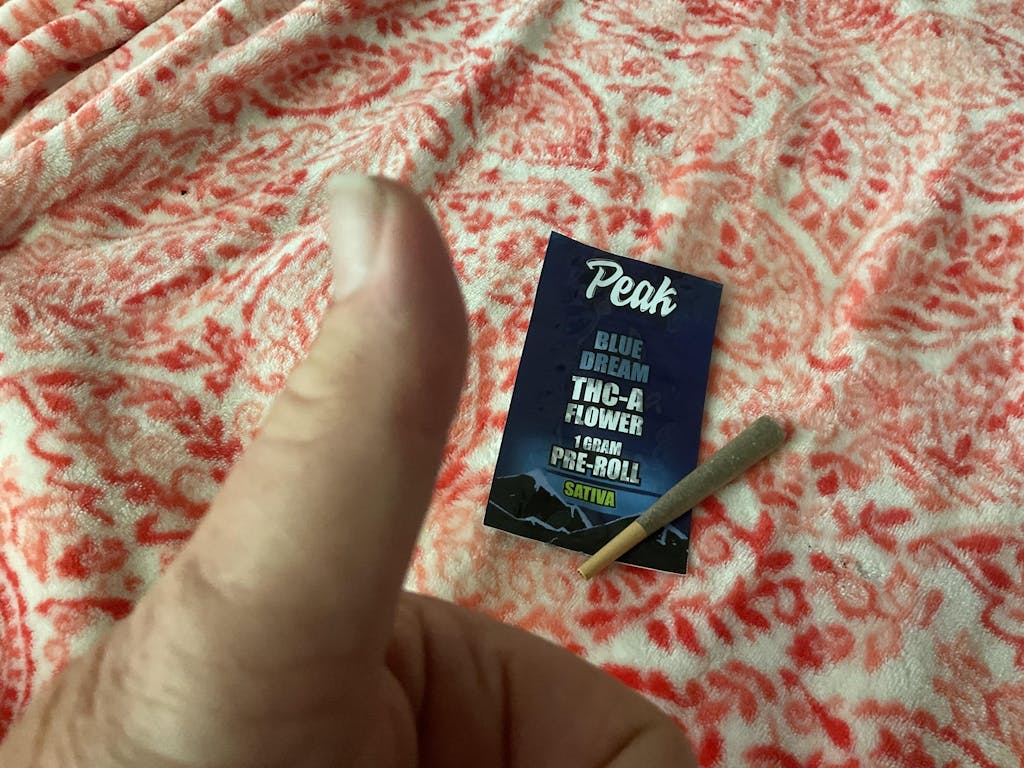 Peak
BLUE
DREAM
THC-A
FLOWER
1 GRAM
PRE-ROLL
SATIVA